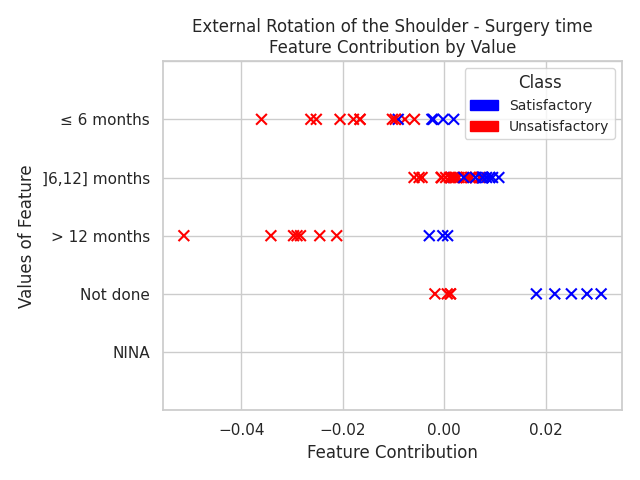 External Rotation of the Shoulder - Surgery time
Feature Contribution by Value
Class
Satisfactory
Unsatisfactory
Values of Feature
≤ 6 months
]6,12] months
> 12 months
Not done
NINA
−0.04 −0.02 0.00 0.02
Feature Contribution